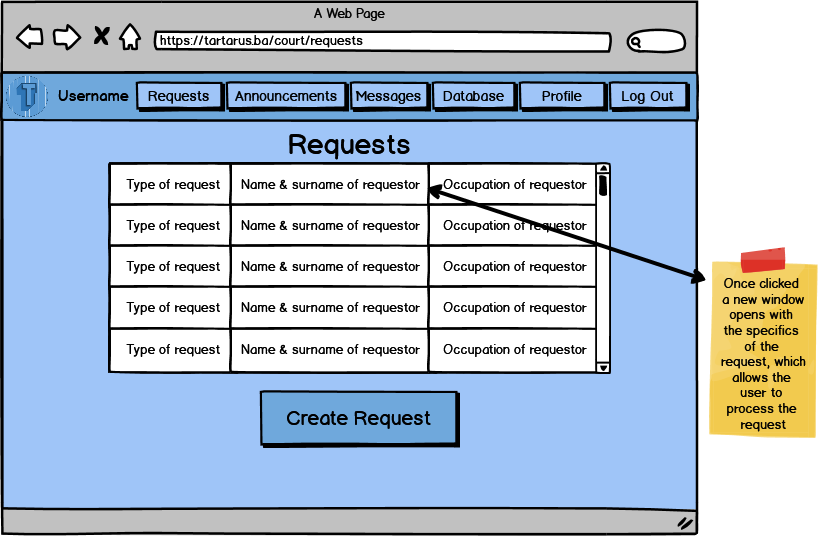 A Web Page
https://tartarus.ba/court/requests
T Username Requests Announcements Messages Database Profile Log Out
Requests
Type of request Name & surname of requestor Occupation of requestor
Type of request Name & surname of requestor Occupation of requestor
Type of request Name & surname of requestor Occupation of requestor
Type of request Name & surname of requestor Occupation of requestor
Type of request Name & surname of requestor Occupation of requestor
Create Request
Once clicked
a new window
opens with
the specifics
of the
request, which
allows the
user to
process the
request